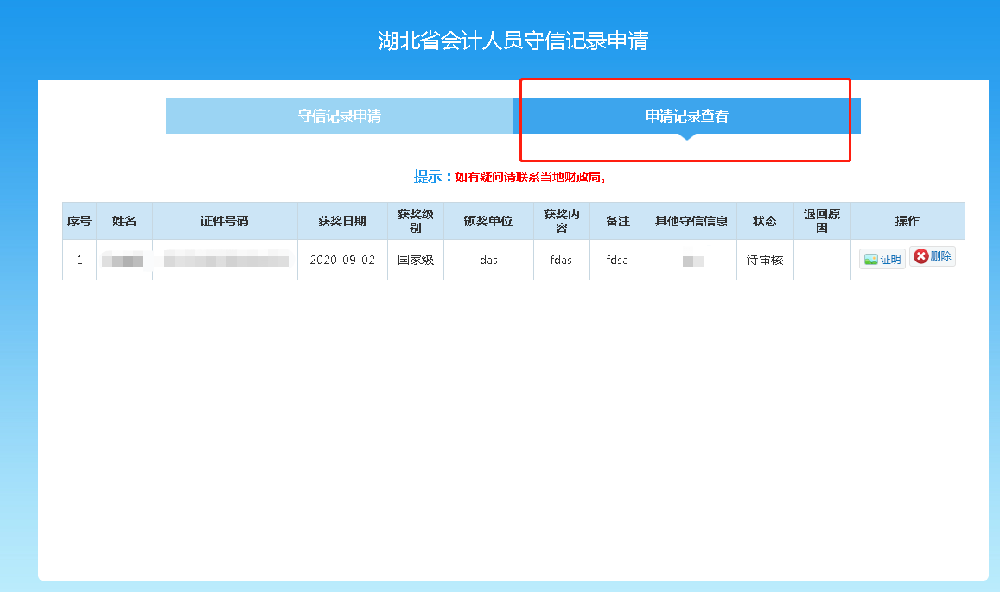 湖北省会计人员守信记录申请
守信记录申请 申请记录查看
提示：如有疑问请联系当地财政局。
序号 姓名 证件号码 获奖日期 获奖级别 颁奖单位 获奖内容 备注 其他守信信息 状态 退回原因 操作
1 2020-09-02 国家级 das fdas fdsa 待审核 证明 删除